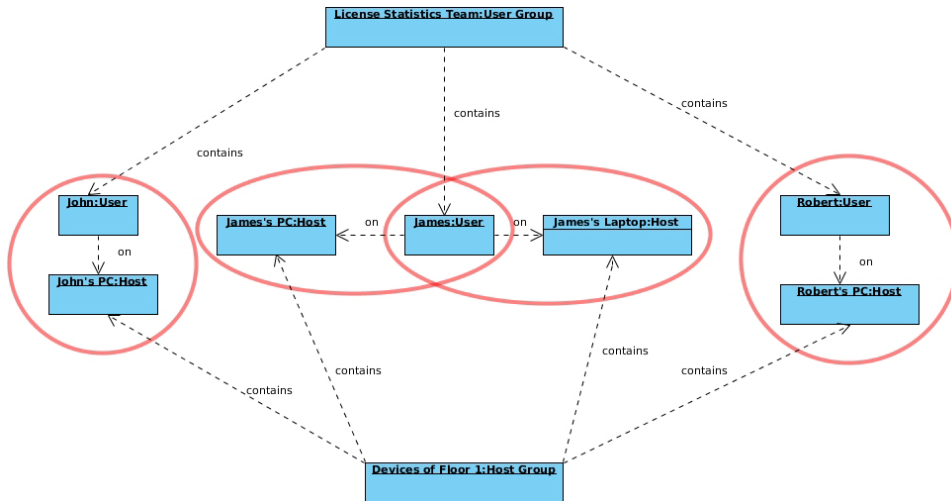 License Statistics Team:User Group
contains
contains
contains
John:User
James's PC:Host
on
James:User
on
James's Laptop:Host
Robert:User
on
on
John's PC:Host
Robert's PC:Host
contains
contains
contains
contains
Devices of Floor 1:Host Group